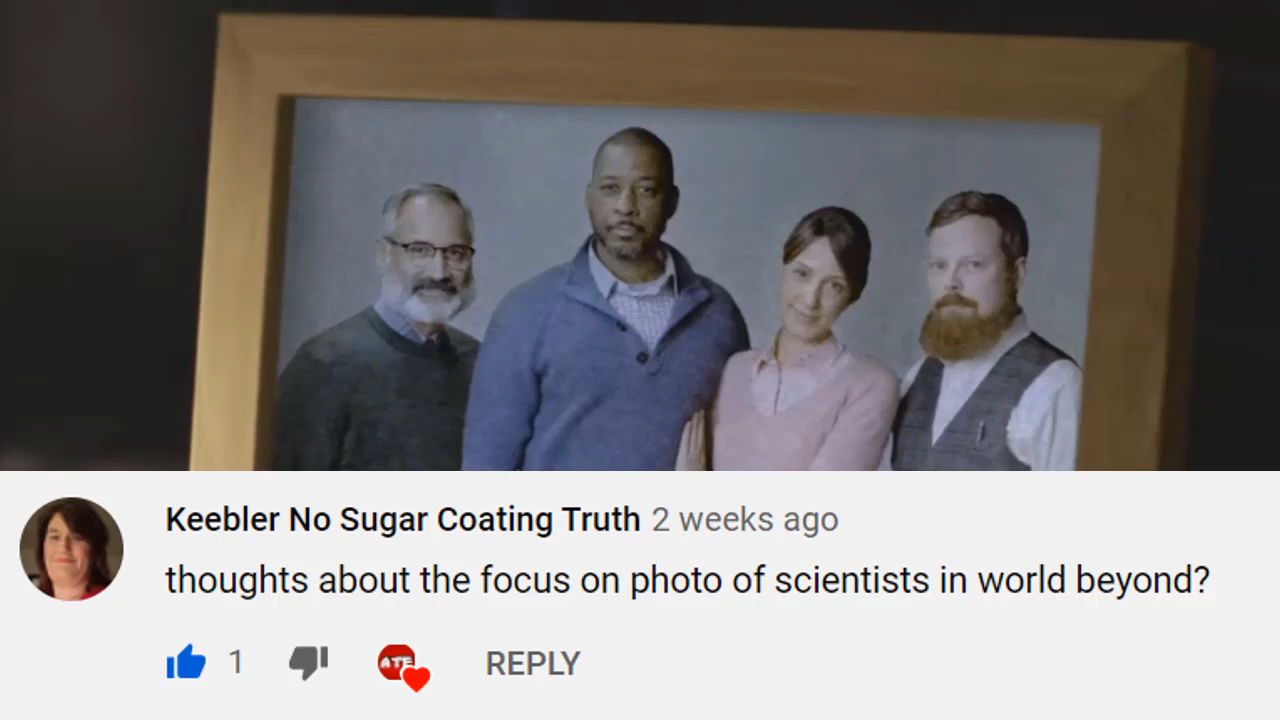 Keebler No Sugar Coating Truth 2 weeks ago
thoughts about the focus on photo of scientists in world beyond?
1
ATE
REPLY